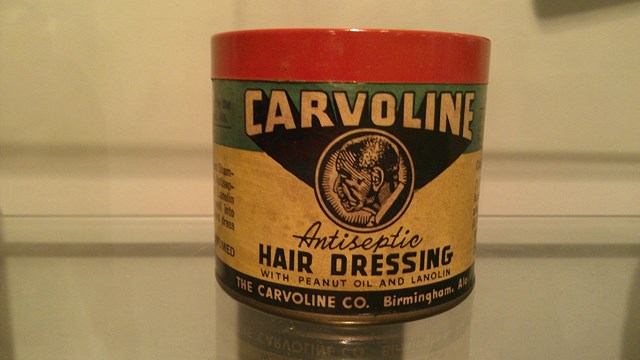 CARVOLINE
Antiseptic
HAIR DRESSING
WITH PEANUT OIL AND LANOLIN
THE CARVOLINE CO. Birmingham, Ala.